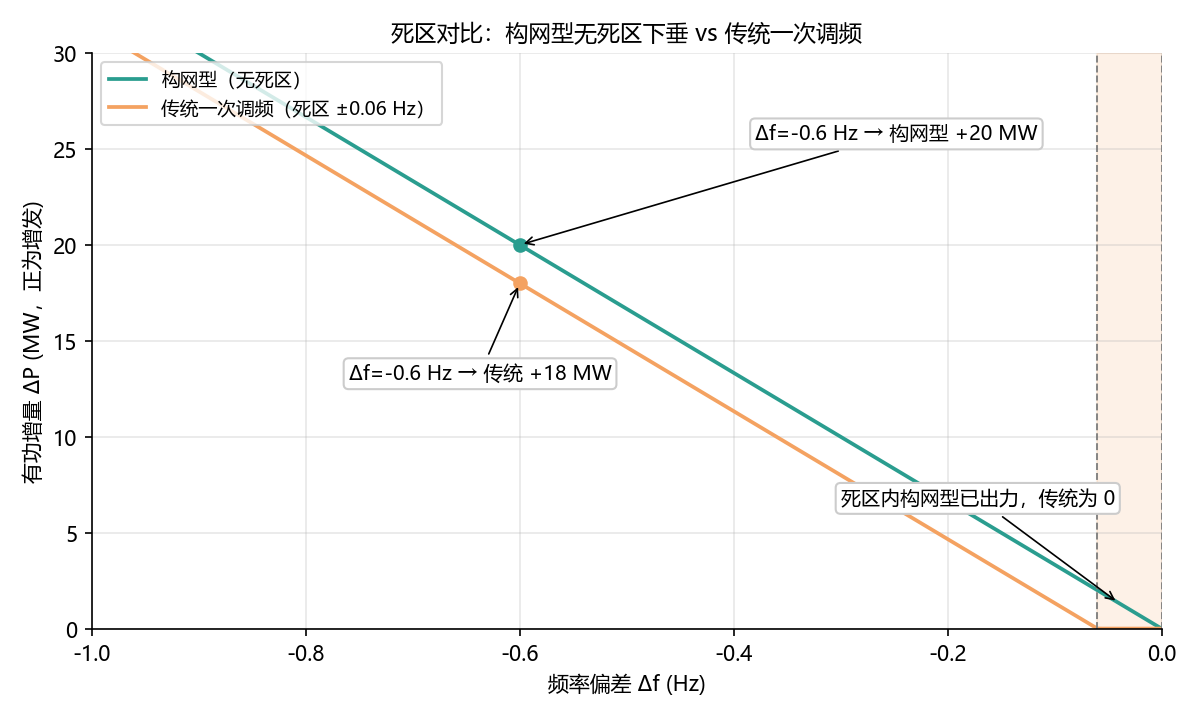 死区对比：构网型无死区下垂 vs 传统一次调频
构网型（无死区）
传统一次调频（死区 ±0.06 Hz）
Δf=-0.6 Hz → 构网型 +20 MW
Δf=-0.6 Hz → 传统 +18 MW
死区内构网型已出力，传统为 0
有功增量 ΔP (MW，正为增发)
30
25
20
15
10
5
0
-1.0
-0.8
-0.6
-0.4
-0.2
0.0
频率偏差 Δf (Hz)